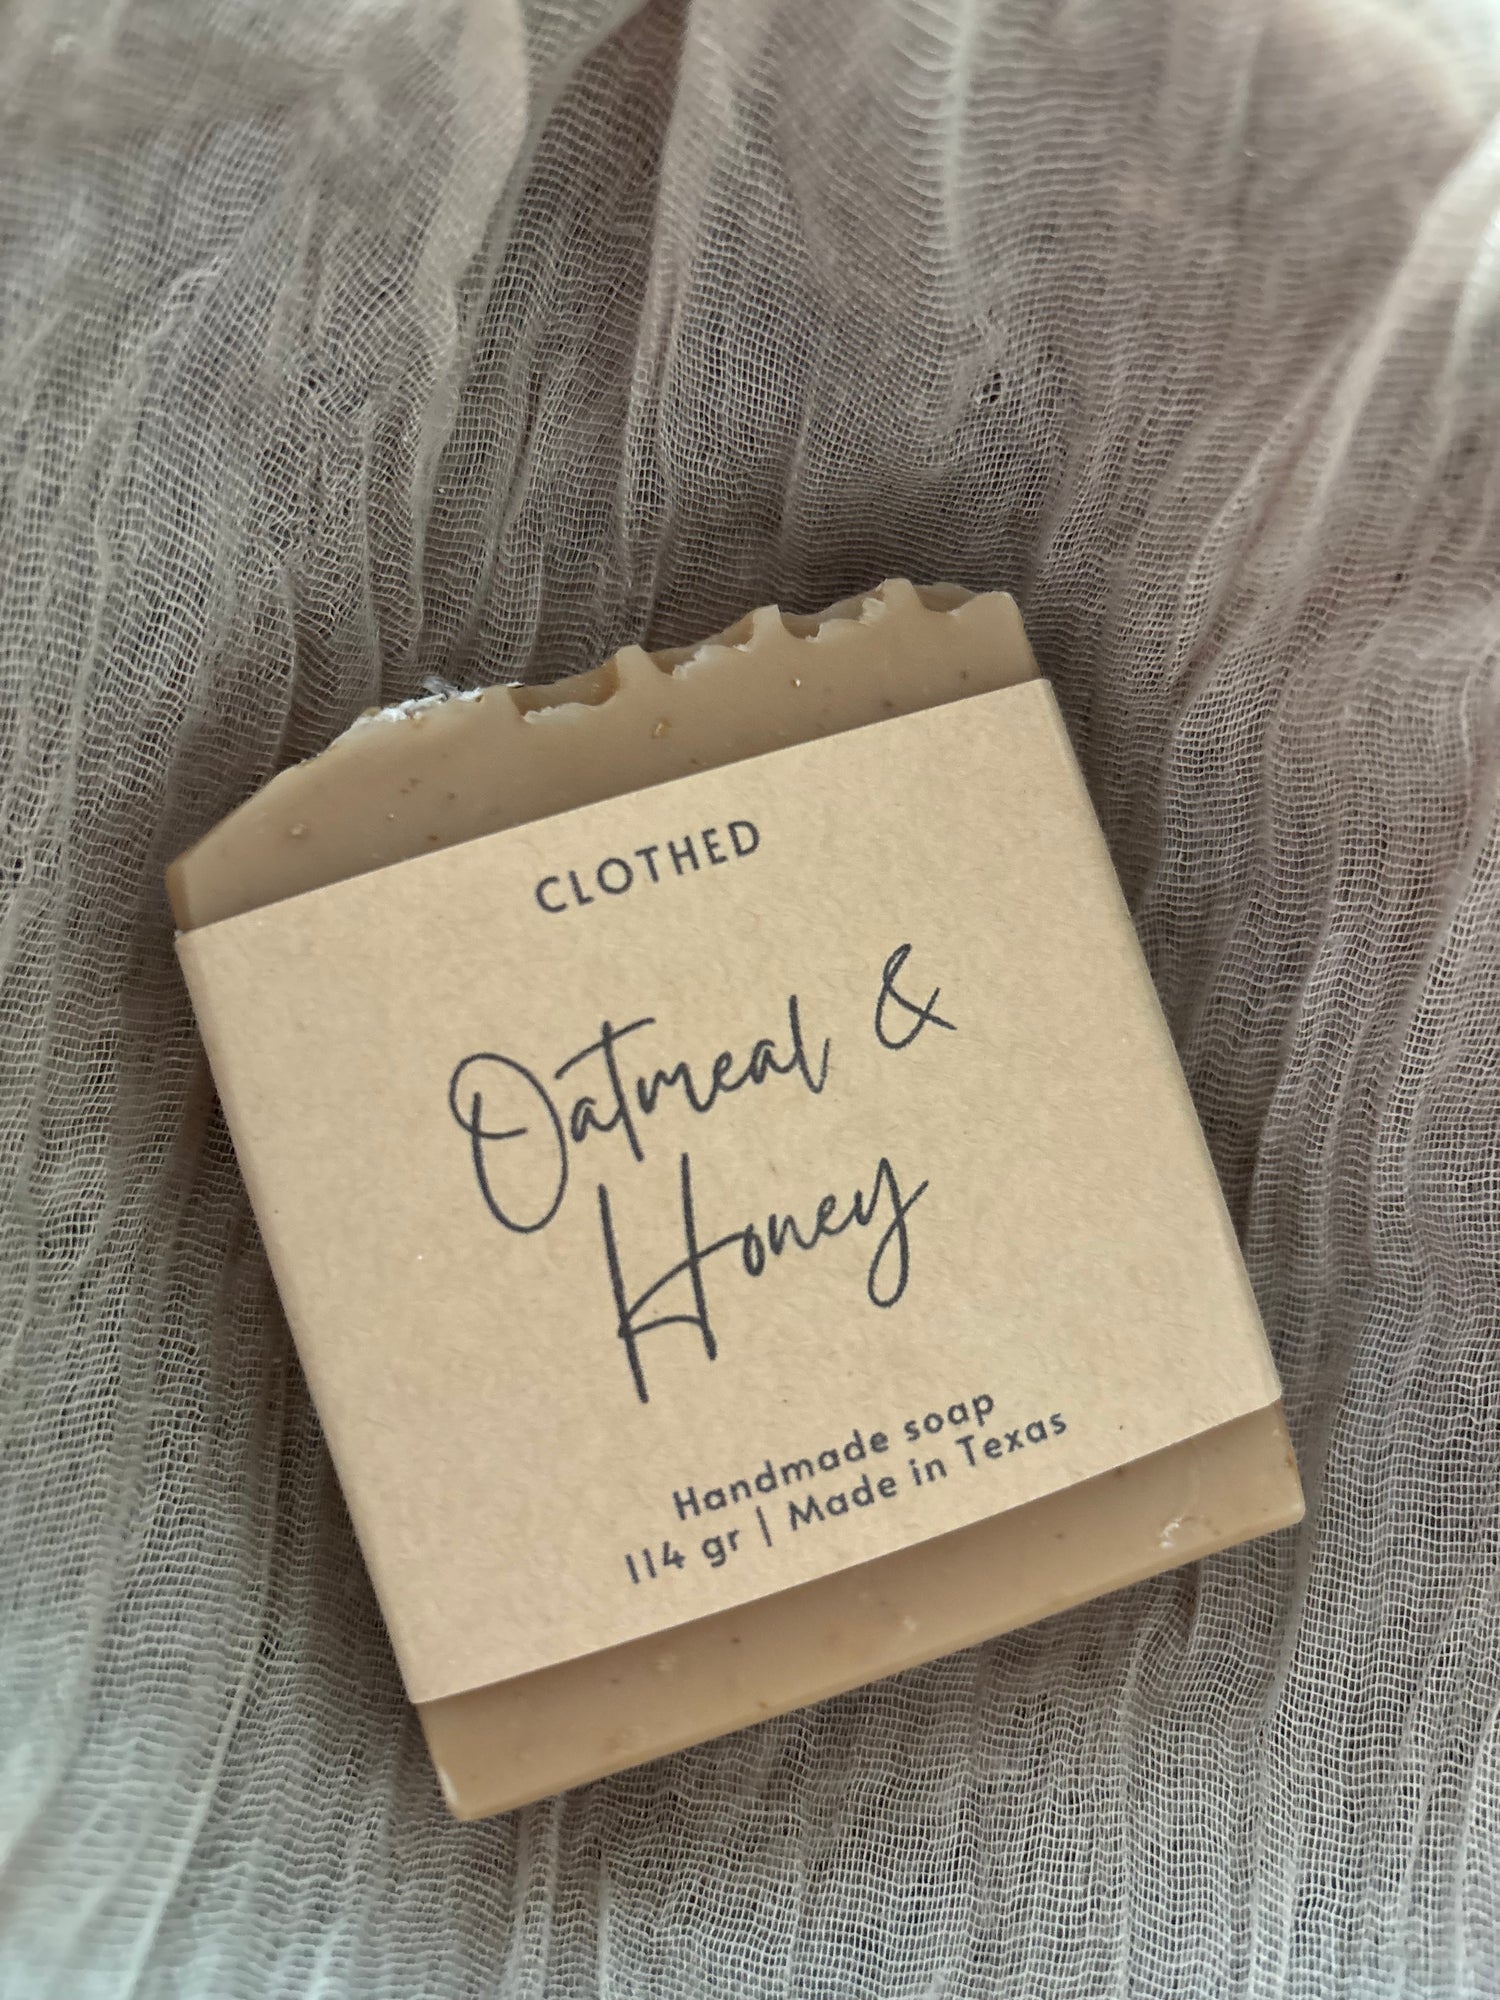 CLOTHED
Oatmeal &
Honey
Handmade soap
114 gr | Made in Texas